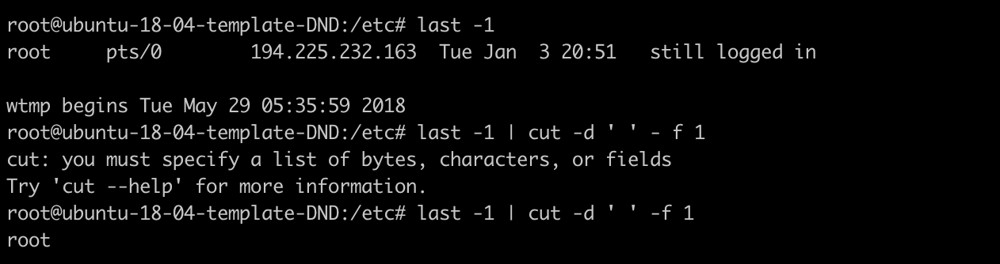 root@ubuntu-18-04-template-DND:/etc# last -1
root     pts/0        194.225.232.163  Tue Jan  3 20:51   still logged in
wtmp begins Tue May 29 05:35:59 2018
root@ubuntu-18-04-template-DND:/etc# last -1 | cut -d ' ' - f 1
cut: you must specify a list of bytes, characters, or fields
Try 'cut --help' for more information.
root@ubuntu-18-04-template-DND:/etc# last -1 | cut -d ' ' -f 1
root